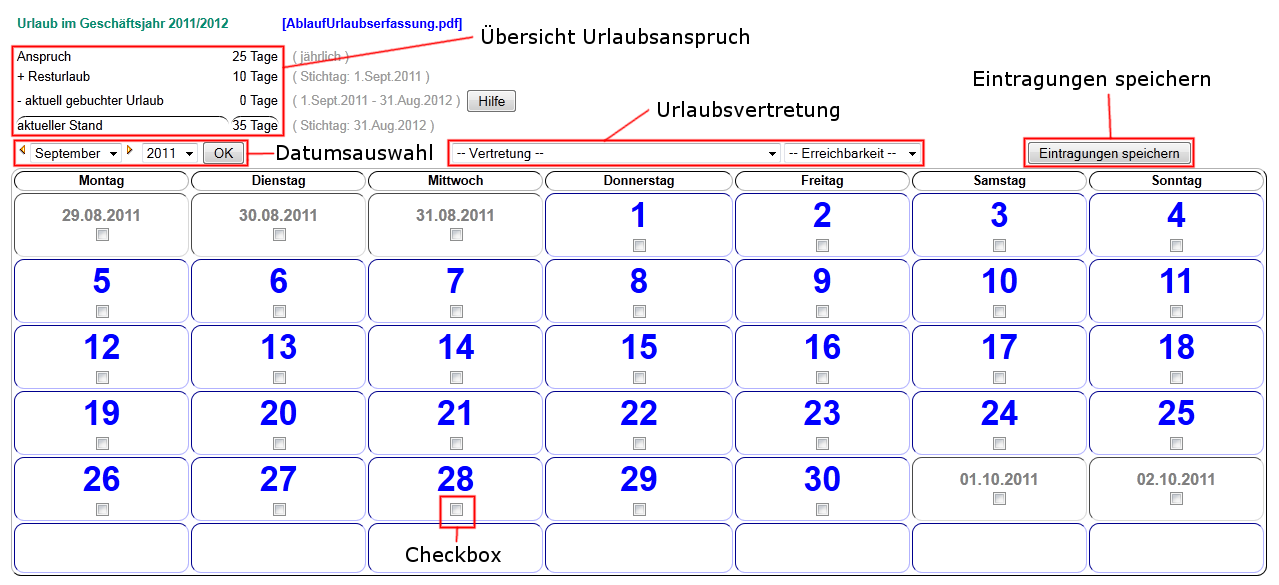 Urlaub im Geschäftsjahr 2011/2012 [AblaufUrlaubserfassung.pdf]
Übersicht Urlaubsanspruch
Anspruch 25 Tage ( jährlich )
+ Resturlaub 10 Tage ( Stichtag: 1.Sept.2011 )
Eintragungen speichern
- aktuell gebuchter Urlaub 0 Tage ( 1.Sept.2011 - 31.Aug.2012 ) Hilfe
Urlaubsvertretung
aktueller Stand 35 Tage ( Stichtag: 31.Aug.2012 )
September 2011 OK Datumsauswahl -- Vertretung -- -- Erreichbarkeit -- Eintragungen speichern
Montag Dienstag Mittwoch Donnerstag Freitag Samstag Sonntag
29.08.2011 30.08.2011 31.08.2011 1 2 3 4
5 6 7 8 9 10 11
12 13 14 15 16 17 18
19 20 21 22 23 24 25
26 27 28 29 30 01.10.2011 02.10.2011
Checkbox